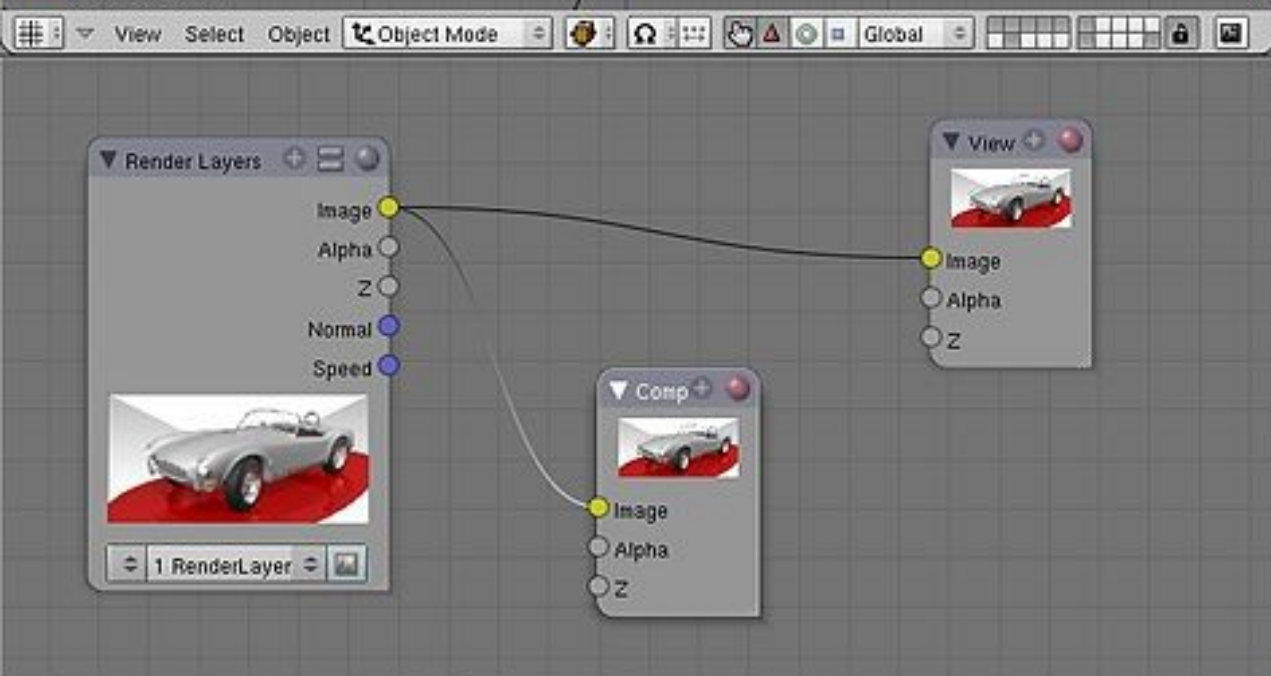 View Select Object Object Mode Global
Render Layers
Image
Alpha
Z
Normal
Speed
1 RenderLayer
View
Image
Alpha
Z
Comp
Image
Alpha
Z